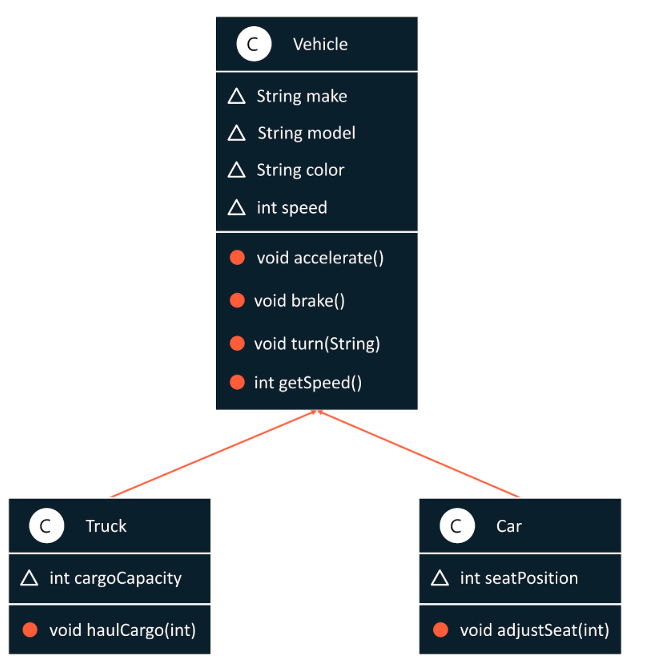 C Vehicle
String make
String model
String color
int speed
void accelerate()
void brake()
void turn(String)
int getSpeed()
C Truck
int cargoCapacity
void haulCargo(int)
C Car
int seatPosition
void adjustSeat(int)